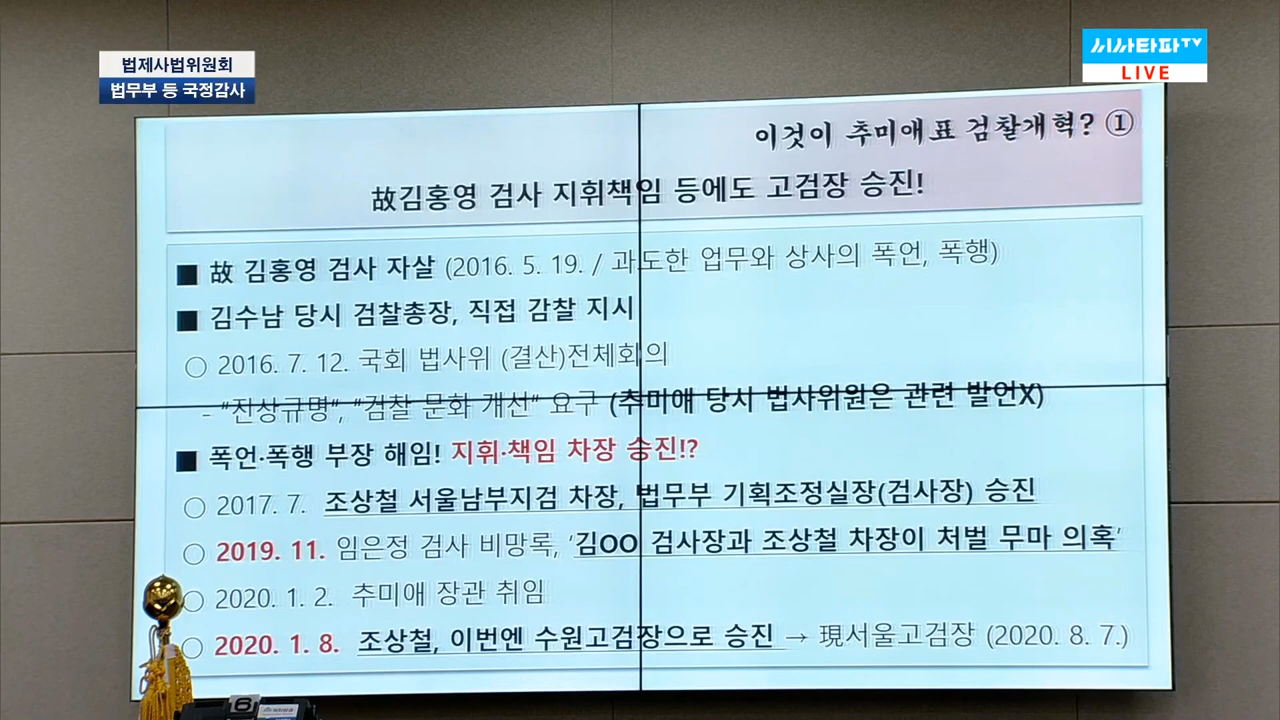 법제사법위원회
법무부 등 국정감사
시사타파TV
LIVE
이것이 추미애표 검찰개혁? ①
故김홍영 검사 지휘책임 등에도 고검장 승진!
■ 故 김홍영 검사 자살 (2016. 5. 19. / 과도한 업무와 상사의 폭언, 폭행)
■ 김수남 당시 검찰총장, 직접 감찰 지시
○ 2016. 7. 12. 국회 법사위 (결산)전체회의
- "진상규명", "검찰 문화 개선" 요구 (추미애 당시 법사위원은 관련 발언X)
■ 폭언·폭행 부장 해임! 지휘·책임 차장 승진!?
○ 2017. 7. 조상철 서울남부지검 차장, 법무부 기획조정실장(검사장) 승진
○ 2019. 11. 임은정 검사 비망록, '김OO 검사장과 조상철 차장이 처벌 무마 의혹'
○ 2020. 1. 2. 추미애 장관 취임
○ 2020. 1. 8. 조상철, 이번엔 수원고검장으로 승진 → 現서울고검장 (2020. 8. 7.)
6